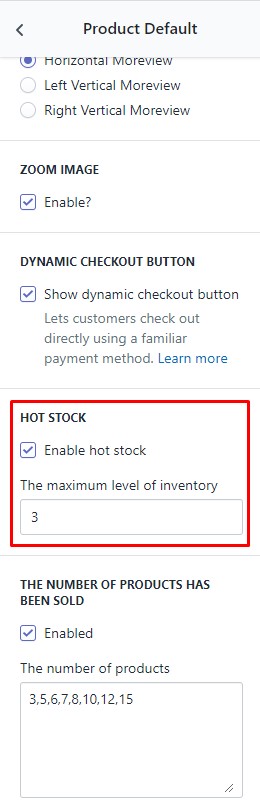 Product Default
Horizontal Moreview
Left Vertical Moreview
Right Vertical Moreview
ZOOM IMAGE
Enable?
DYNAMIC CHECKOUT BUTTON
Show dynamic checkout button
Lets customers check out
directly using a familiar
payment method. Learn more
HOT STOCK
Enable hot stock
The maximum level of inventory
3
THE NUMBER OF PRODUCTS HAS
BEEN SOLD
Enabled
The number of products
3,5,6,7,8,10,12,15